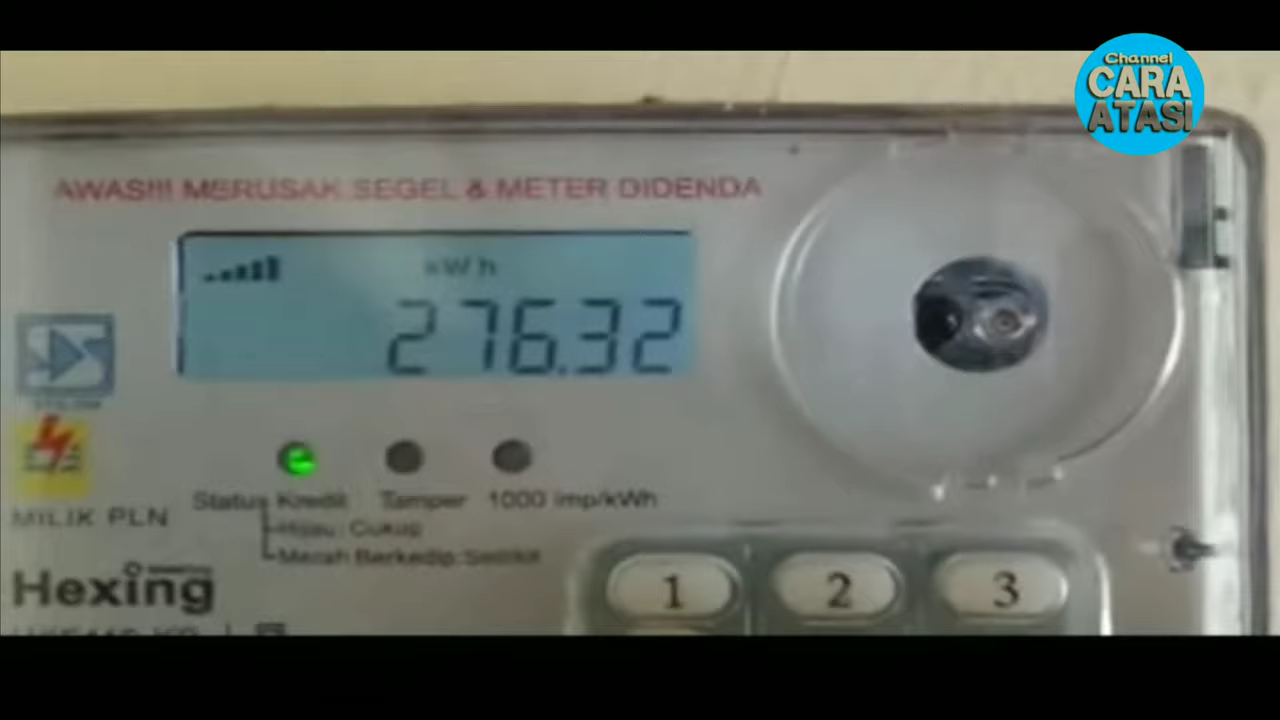 Channel
CARA
ATASI
AWAS!!! MERUSAK SEGEL & METER DIDENDA
kWh
276.32
Status Kredit
Tamper
1000 imp/kWh
Hijau: Cukup
Merah Berkedip: Sedikit
MILIK PLN
Hexing
1
2
3